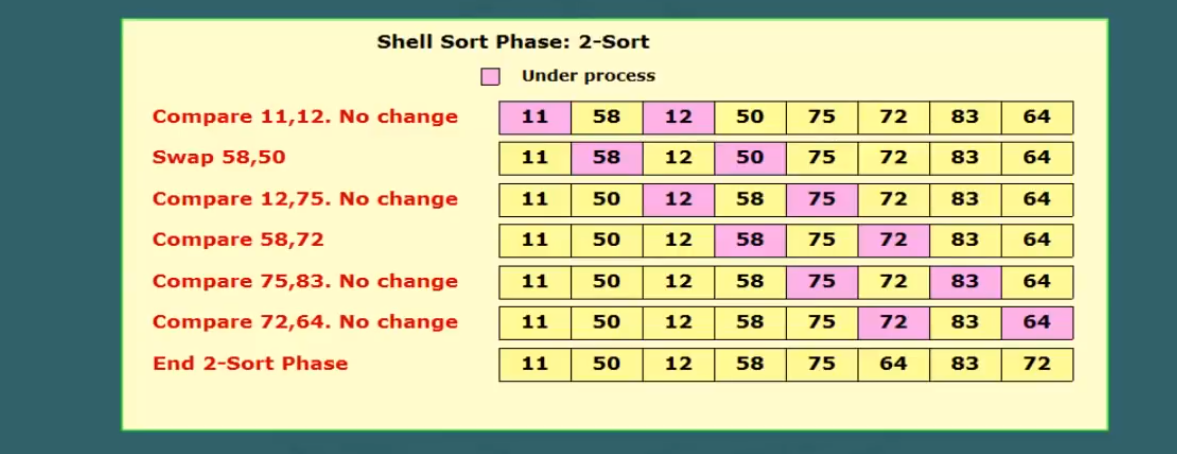 Shell Sort Phase: 2-Sort
Under process
Compare 11,12. No change 11 58 12 50 75 72 83 64
Swap 58,50 11 58 12 50 75 72 83 64
Compare 12,75. No change 11 50 12 58 75 72 83 64
Compare 58,72 11 50 12 58 75 72 83 64
Compare 75,83. No change 11 50 12 58 75 72 83 64
Compare 72,64. No change 11 50 12 58 75 72 83 64
End 2-Sort Phase 11 50 12 58 75 64 83 72